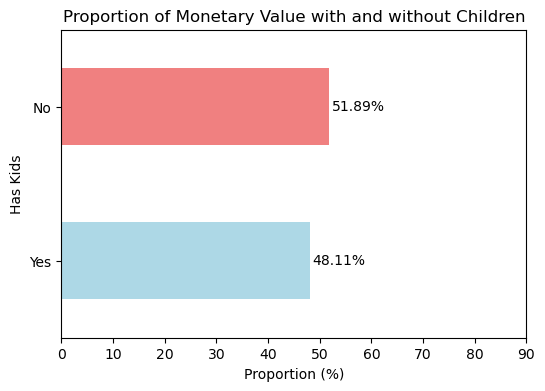 Proportion of Monetary Value with and without Children
Has Kids
No
51.89%
Yes
48.11%
0 10 20 30 40 50 60 70 80 90
Proportion (%)